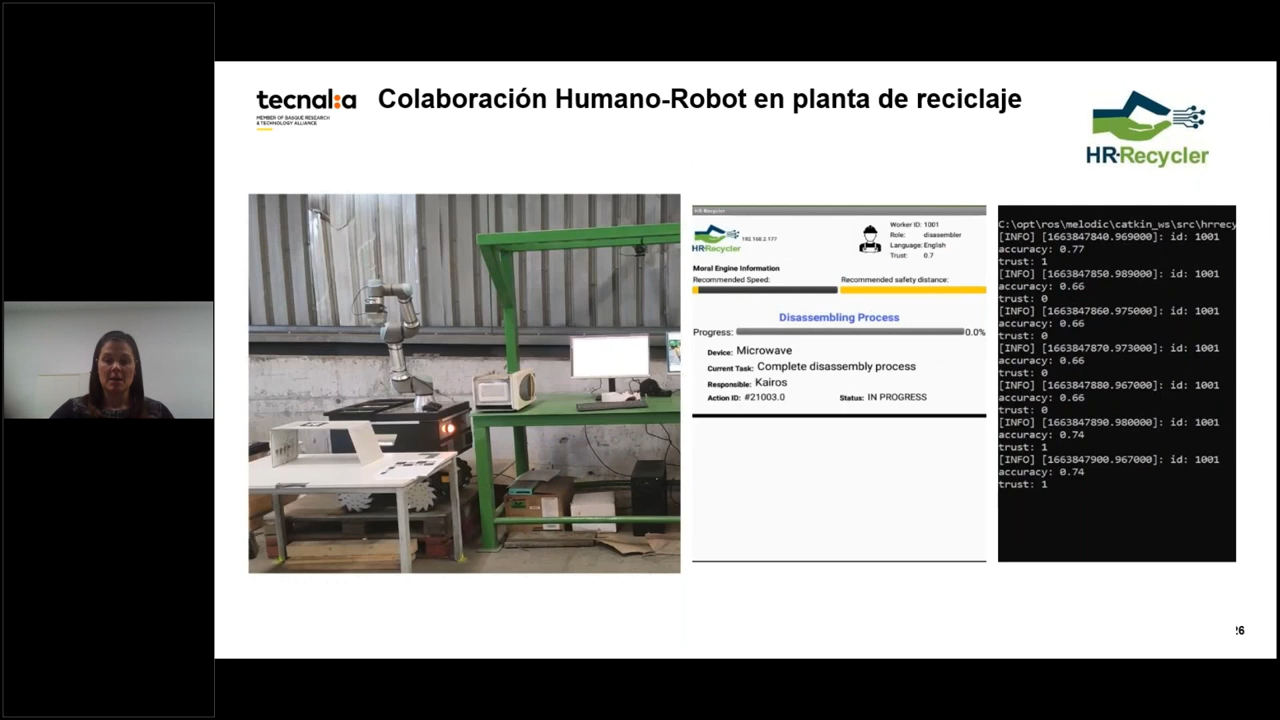 tecnal:a
MEMBER OF BASQUE RESEARCH
& TECHNOLOGY ALLIANCE
Colaboración Humano-Robot en planta de reciclaje
HR-Recycler
HR-Recycler
HR-Recycler
192.168.2.177
Worker ID: 1001
Role: disasembler
Language: English
Trust: 0.7
Moral Engine Information
Recommended Speed:
Recommended safety distance:
Disassembling Process
Progress: 0.0%
Device: Microwave
Current Task: Complete disassembly process
Responsible: Kairos
Action ID: #21003.0
Status: IN PROGRESS
C:\opt\ros\melodic\catkin_ws\src\hrrecy
[INFO] [1663847840.969000]: id: 1001
accuracy: 0.77
trust: 1
[INFO] [1663847850.989000]: id: 1001
accuracy: 0.66
trust: 0
[INFO] [1663847860.975000]: id: 1001
accuracy: 0.66
trust: 0
[INFO] [1663847870.973000]: id: 1001
accuracy: 0.66
trust: 0
[INFO] [1663847880.967000]: id: 1001
accuracy: 0.66
trust: 0
[INFO] [1663847890.980000]: id: 1001
accuracy: 0.74
trust: 1
[INFO] [1663847900.967000]: id: 1001
accuracy: 0.74
trust: 1
26